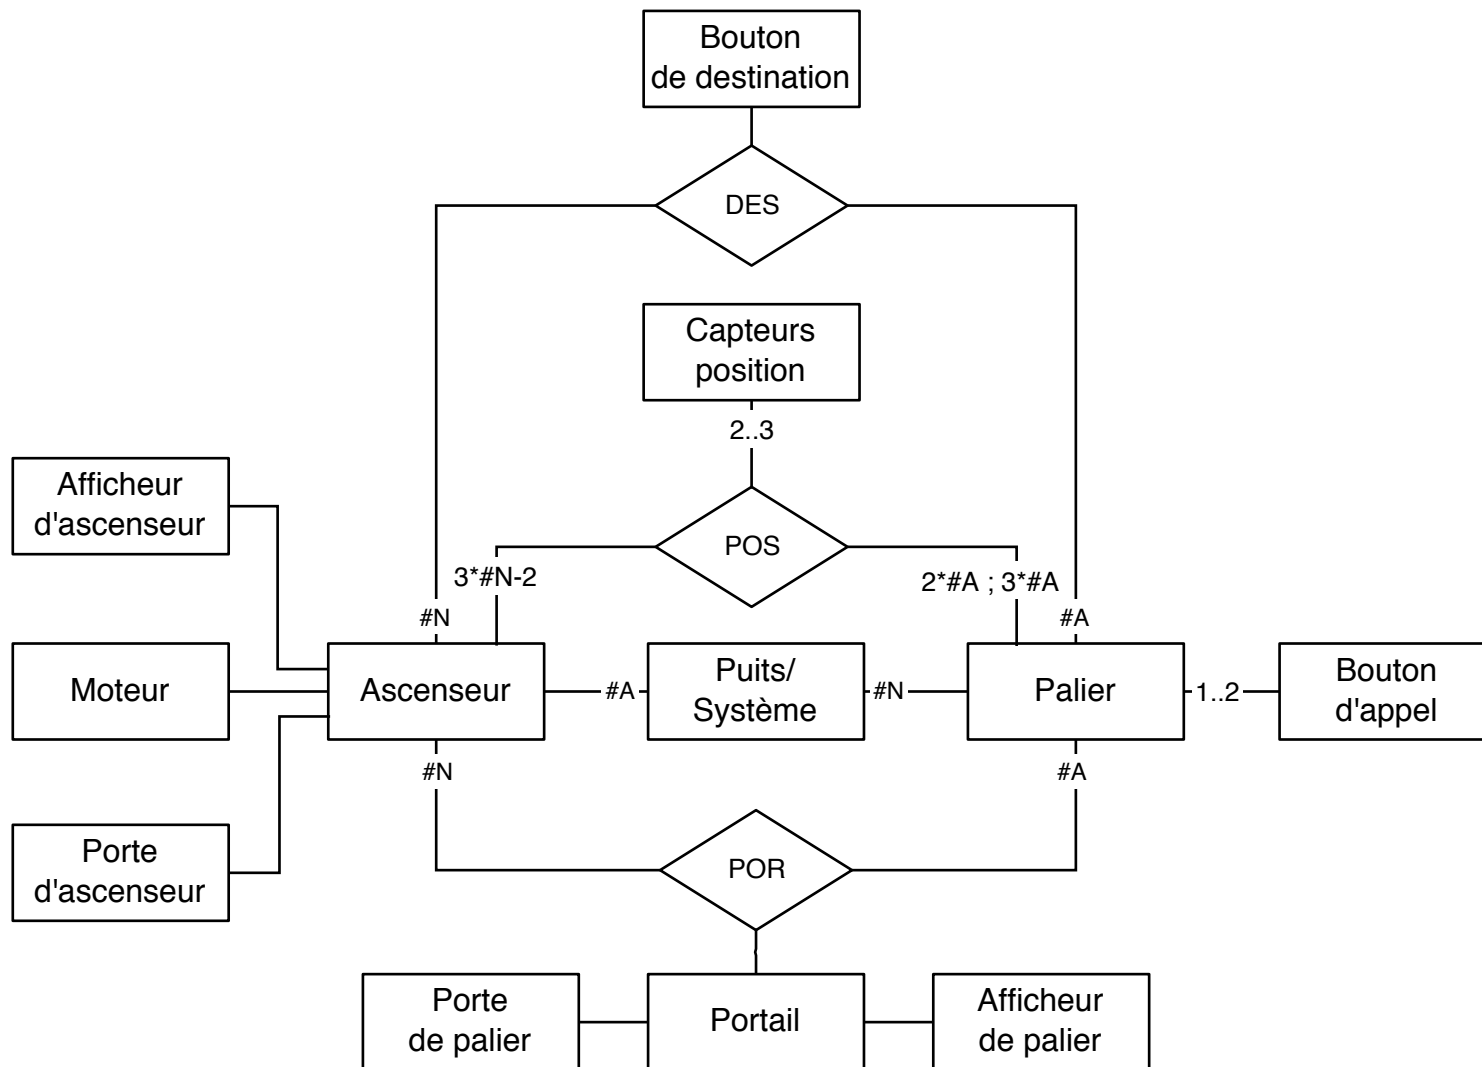 Bouton
de destination
DES
Capteurs
position
2..3
Afficheur
d'ascenseur
POS
3*#N-2
2*#A ; 3*#A
#N
#A
Moteur
Ascenseur
#A
Puits/
Système
#N
Palier
1..2
Bouton
d'appel
#N
#A
Porte
d'ascenseur
POR
Porte
de palier
Portail
Afficheur
de palier